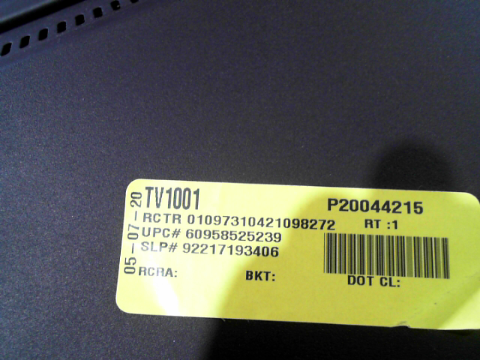 05-07-20
TV1001
P20044215
RCTR 01097310421098272 RT :1
UPC# 60958525239
SLP# 92217193406
RCRA: BKT: DOT CL: